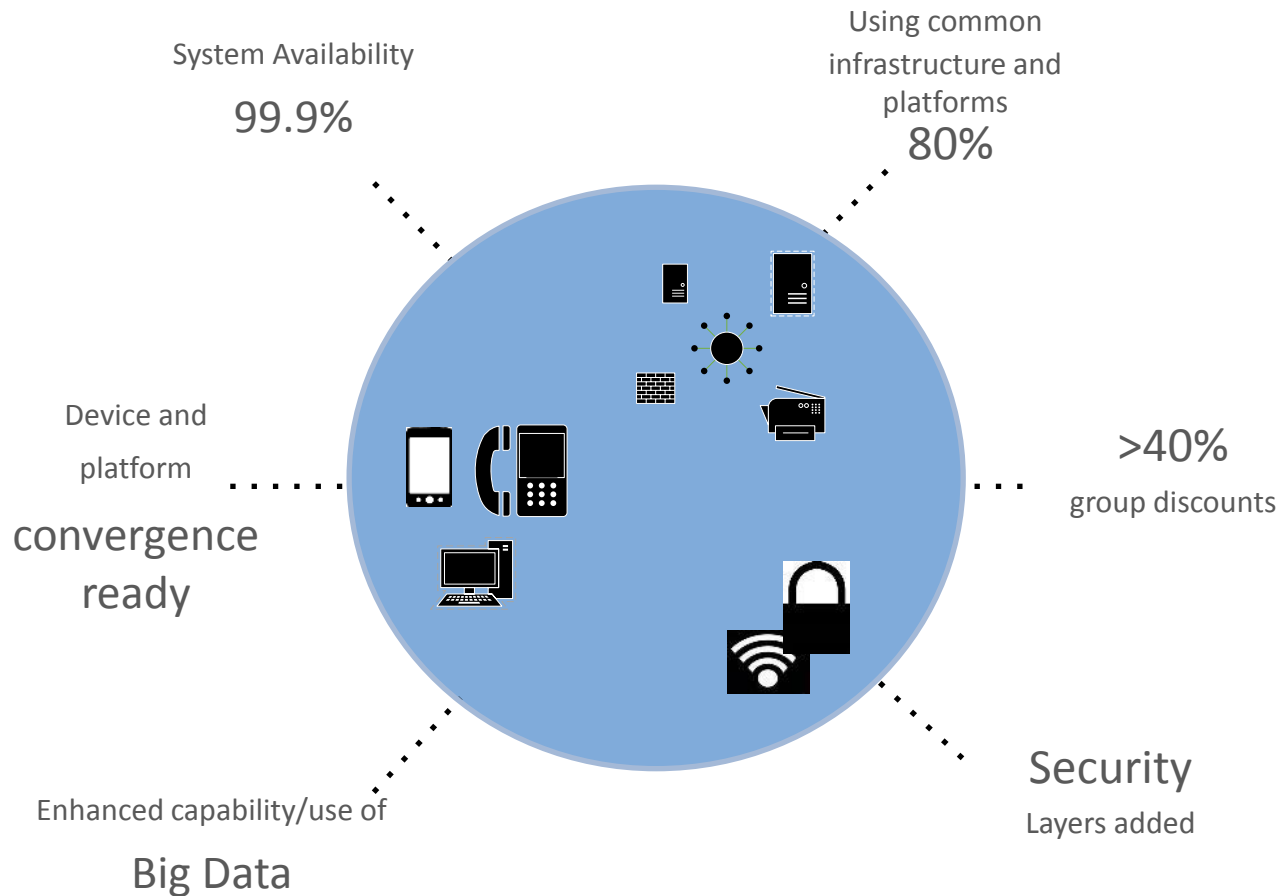 System Availability
99.9%
Using common
infrastructure and
platforms
80%
Device and
platform
convergence
ready
>40%
group discounts
Enhanced capability/use of
Big Data
Security
Layers added